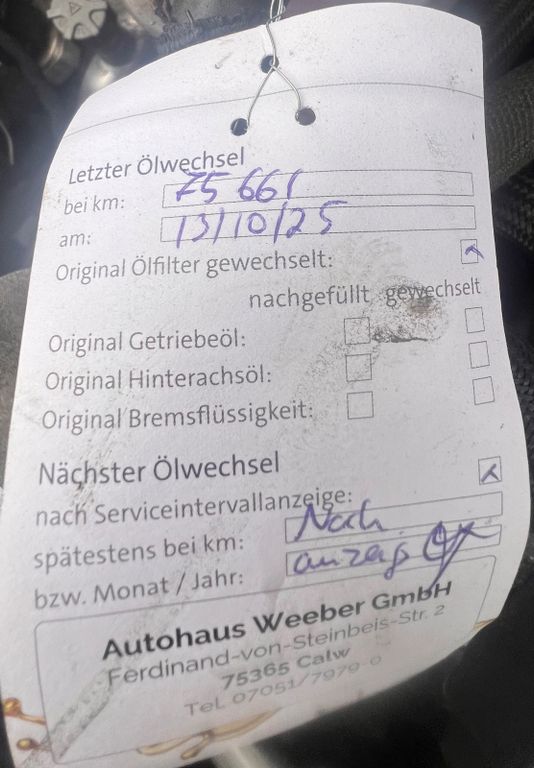 Letzter Ölwechsel
bei km: 75 661
am: 13/10/25
Original Ölfilter gewechselt:
nachgefüllt gewechselt
Original Getriebeöl:
Original Hinterachsöl:
Original Bremsflüssigkeit:
Nächster Ölwechsel
nach Serviceintervallanzeige:
spätestens bei km: Nach
bzw. Monat / Jahr: anzeig
Autohaus Weeber GmbH
Ferdinand-von-Steinbeis-Str. 2
75365 Calw
Tel. 07051/7979-0